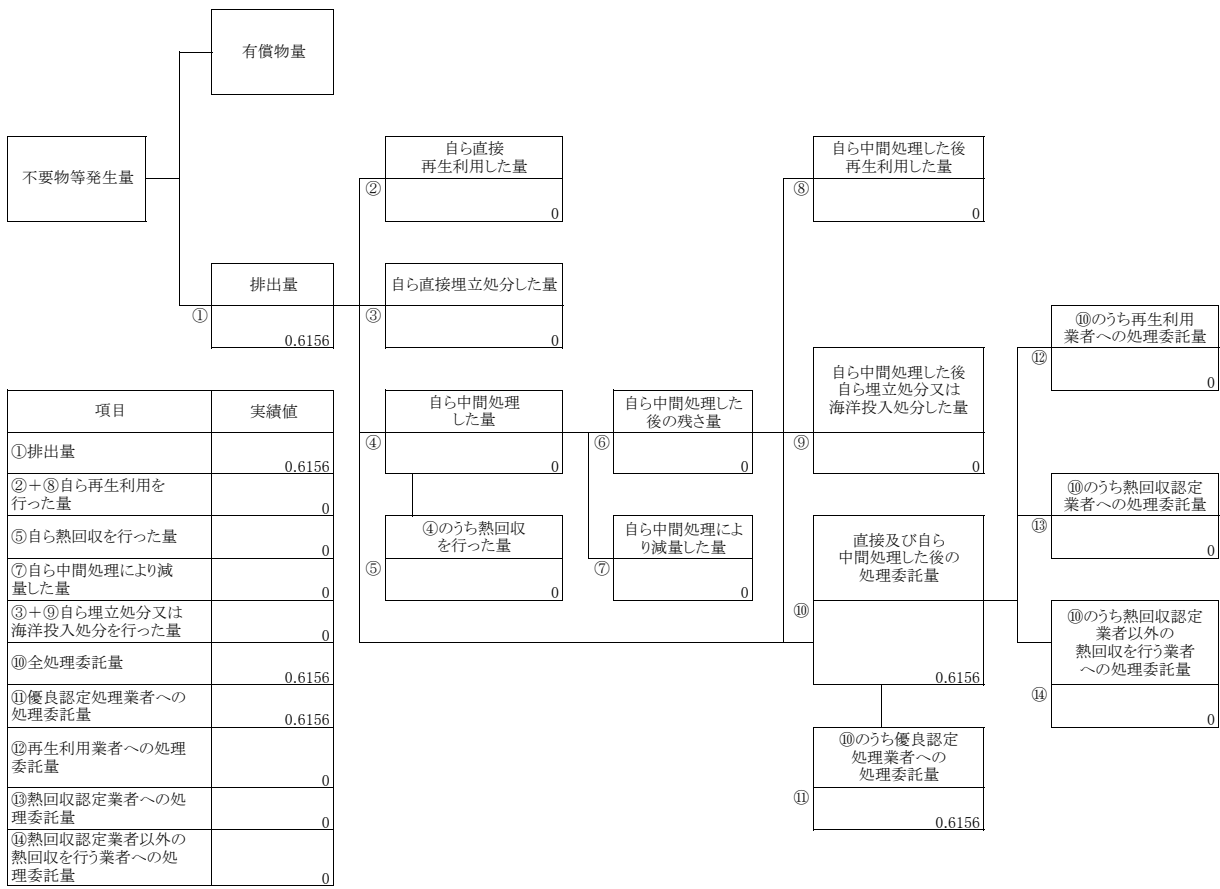 有償物量
不要物等発生量
自ら直接
再生利用した量
②
0
自ら中間処理した後
再生利用した量
⑧
0
排出量
①
0.6156
自ら直接埋立処分した量
③
0
⑩のうち再生利用
業者への処理委託量
⑫
0
自ら中間処理
した量
④
0
自ら中間処理した
後の残さ量
⑥
0
自ら中間処理した後
自ら埋立処分又は
海洋投入処分した量
⑨
0
⑩のうち熱回収認定
業者への処理委託量
⑬
0
④のうち熱回収
を行った量
⑤
0
自ら中間処理によ
り減量した量
⑦
0
直接及び自ら
中間処理した後の
処理委託量
⑩
0.6156
⑩のうち熱回収認定
業者以外の
熱回収を行う業者
への処理委託量
⑭
0
⑩のうち優良認定
処理業者への
処理委託量
⑪
0.6156
項目 実績値
①排出量
0.6156
②+⑧自ら再生利用を
行った量
0
⑤自ら熱回収を行った量
0
⑦自ら中間処理により減
量した量
0
③+⑨自ら埋立処分又は
海洋投入処分を行った量
0
⑩全処理委託量
0.6156
⑪優良認定処理業者への
処理委託量
0.6156
⑫再生利用業者への処理
委託量
0
⑬熱回収認定業者への処
理委託量
0
⑭熱回収認定業者以外の
熱回収を行う業者への処
理委託量
0